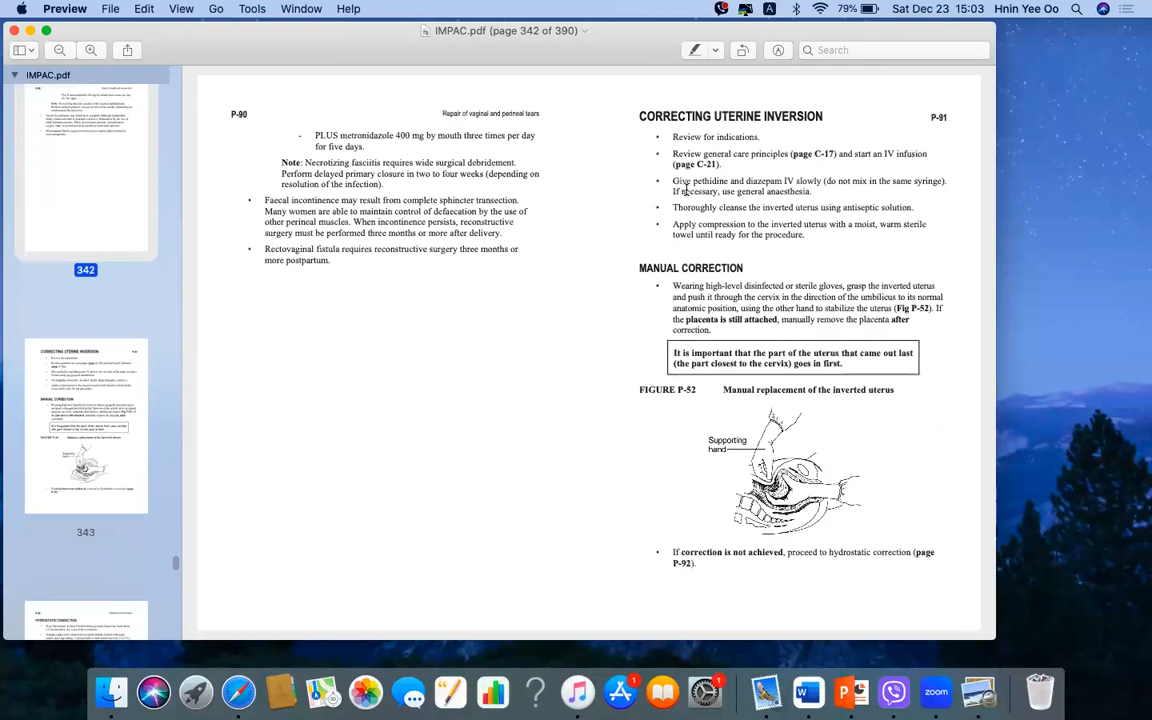 Preview File Edit View Go Tools Window Help
79% Sat Dec 23 15:03 Hnin Yee Oo
IMPAC.pdf (page 342 of 390)
Search
IMPAC.pdf
342
CORRECTING UTERINE INVERSION
MANUAL CORRECTION
343
P-90
Repair of vaginal and perineal tears
- PLUS metronidazole 400 mg by mouth three times per day
for five days.
Note: Necrotizing fasciitis requires wide surgical debridement.
Perform delayed primary closure in two to four weeks (depending on
resolution of the infection).
• Faecal incontinence may result from complete sphincter transection.
Many women are able to maintain control of defaecation by the use of
other perineal muscles. When incontinence persists, reconstructive
surgery must be performed three months or more after delivery.
• Rectovaginal fistula requires reconstructive surgery three months or
more postpartum.
CORRECTING UTERINE INVERSION
P-91
• Review for indications.
• Review general care principles (page C-17) and start an IV infusion
(page C-21).
• Give pethidine and diazepam IV slowly (do not mix in the same syringe).
If necessary, use general anaesthesia.
• Thoroughly cleanse the inverted uterus using antiseptic solution.
• Apply compression to the inverted uterus with a moist, warm sterile
towel until ready for the procedure.
MANUAL CORRECTION
• Wearing high-level disinfected or sterile gloves, grasp the inverted uterus
and push it through the cervix in the direction of the umbilicus to its normal
anatomic position, using the other hand to stabilize the uterus (Fig P-52). If
the placenta is still attached, manually remove the placenta after
correction.
It is important that the part of the uterus that came out last
(the part closest to the cervix) goes in first.
FIGURE P-52 Manual replacement of the inverted uterus
Supporting
hand
• If correction is not achieved, proceed to hydrostatic correction (page
P-92).
1
1
zoom